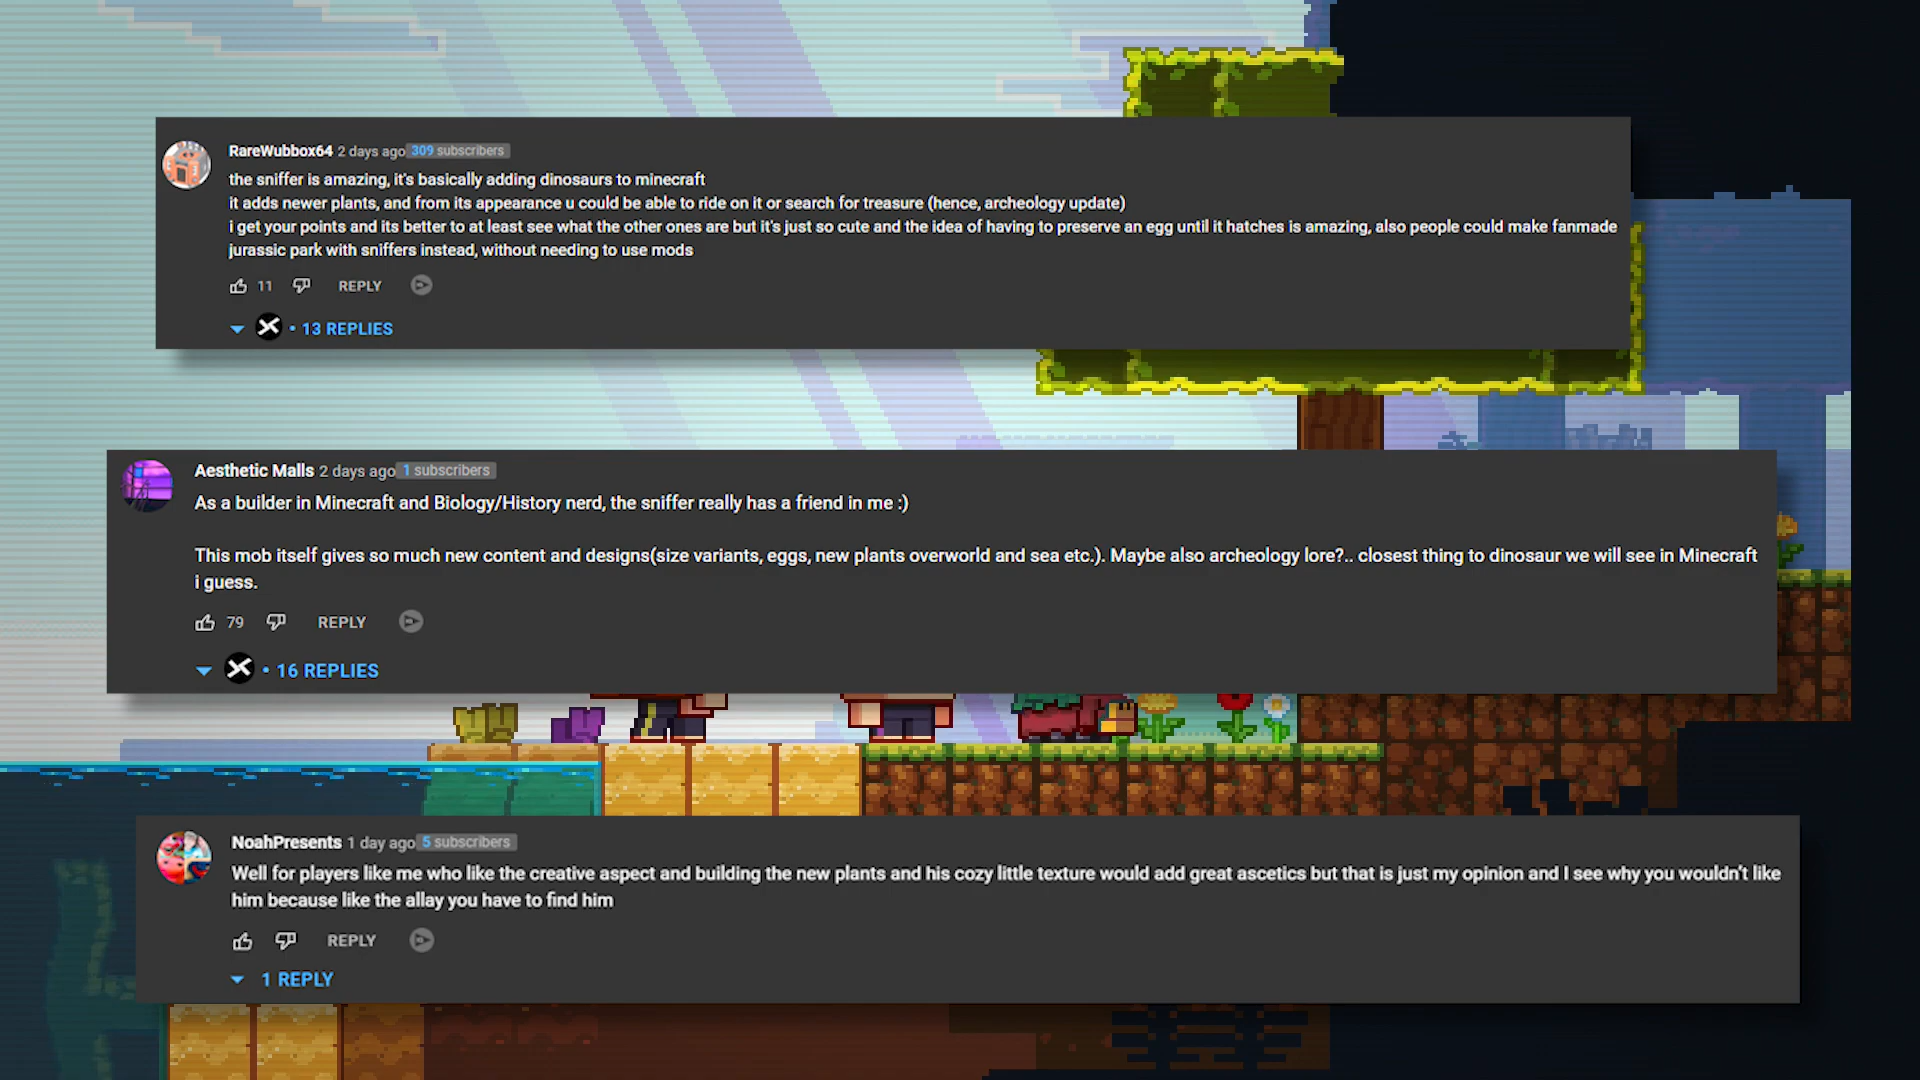 RareWubbox64 2 days ago 309 subscribers
the sniffer is amazing, it's basically adding dinosaurs to minecraft
it adds newer plants, and from its appearance u could be able to ride on it or search for treasure (hence, archeology update)
i get your points and its better to at least see what the other ones are but it's just so cute and the idea of having to preserve an egg until it hatches is amazing, also people could make fanmade
jurassic park with sniffers instead, without needing to use mods
11 REPLY
• 13 REPLIES
Aesthetic Malls 2 days ago 1 subscribers
As a builder in Minecraft and Biology/History nerd, the sniffer really has a friend in me :)
This mob itself gives so much new content and designs(size variants, eggs, new plants overworld and sea etc.). Maybe also archeology lore?.. closest thing to dinosaur we will see in Minecraft
i guess.
79 REPLY
• 16 REPLIES
NoahPresents 1 day ago 5 subscribers
Well for players like me who like the creative aspect and building the new plants and his cozy little texture would add great ascetics but that is just my opinion and I see why you wouldn't like
him because like the allay you have to find him
REPLY
1 REPLY